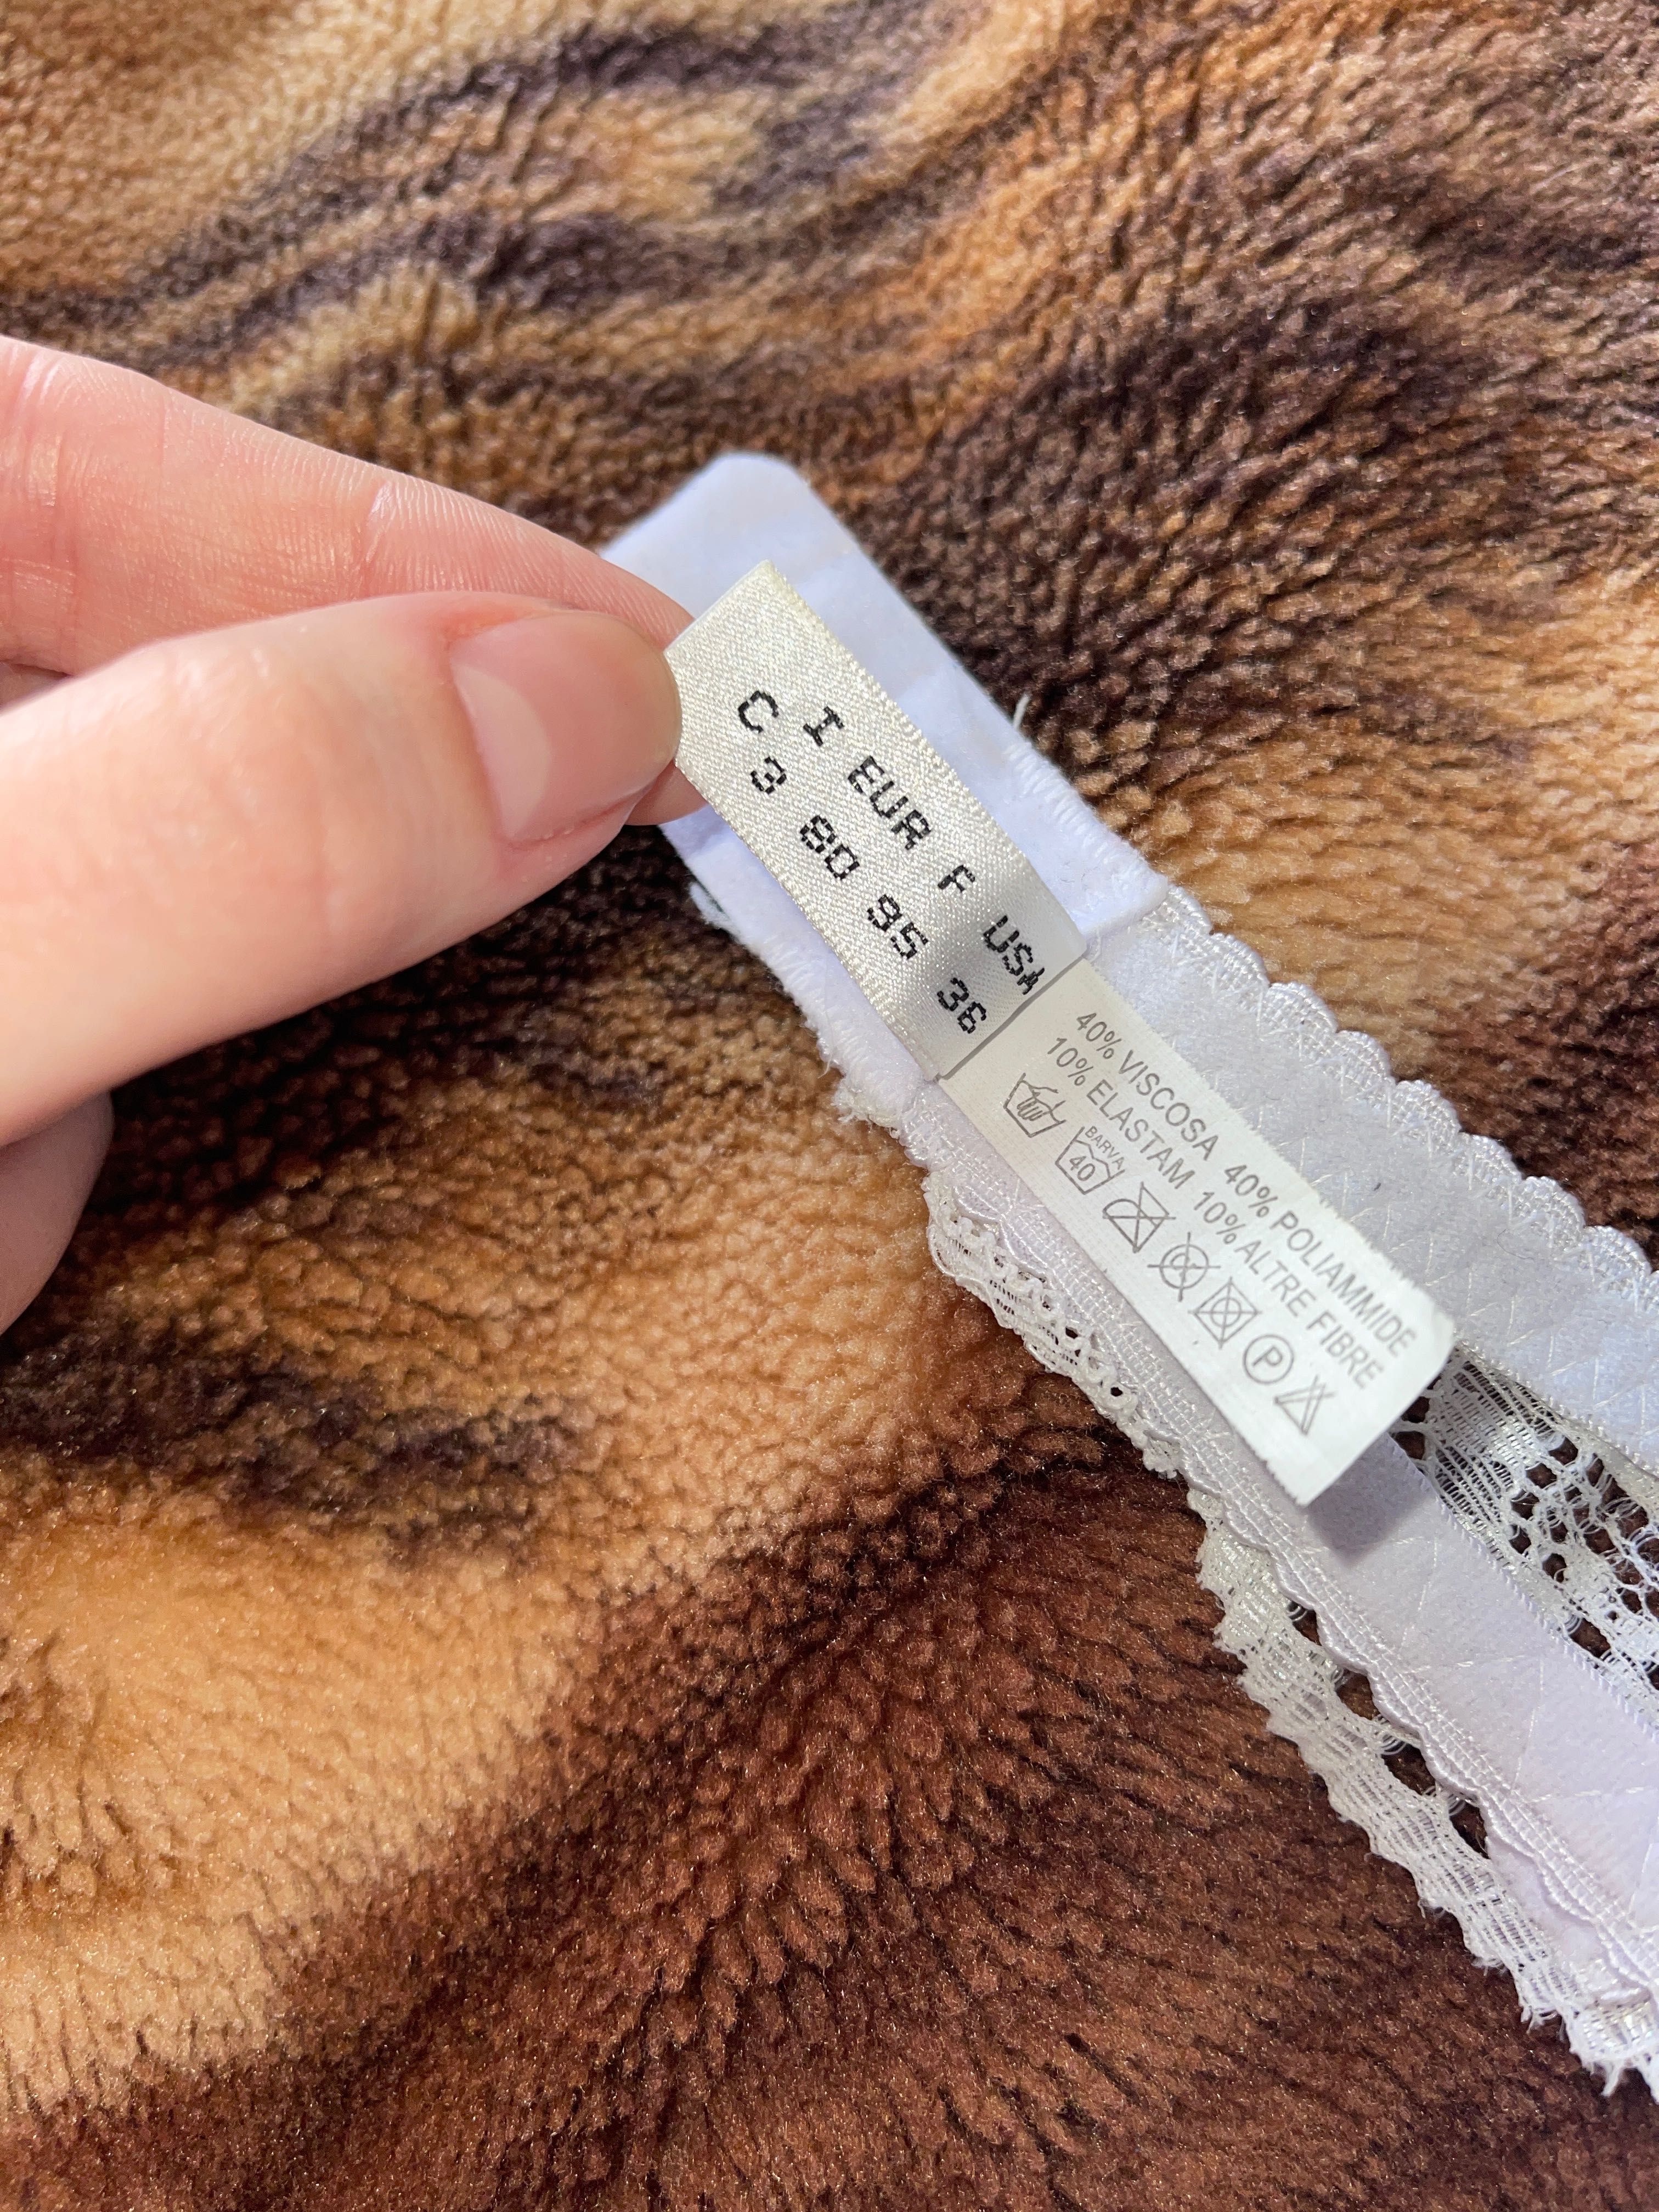 I EUR F USA
C 3 80 95 36
40% VISCOSA 40% POLIAMMIDE
10% ELASTAM 10% ALTRE FIBRE
BARVA
40
P